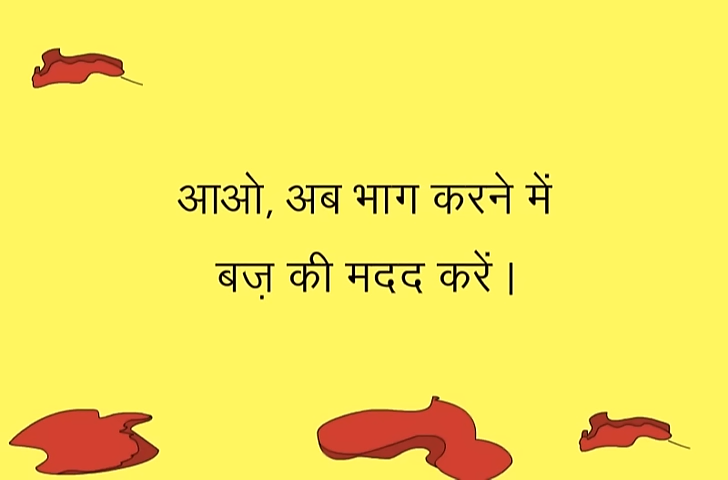 आओ, अब भाग करने में
बज़ की मदद करें |